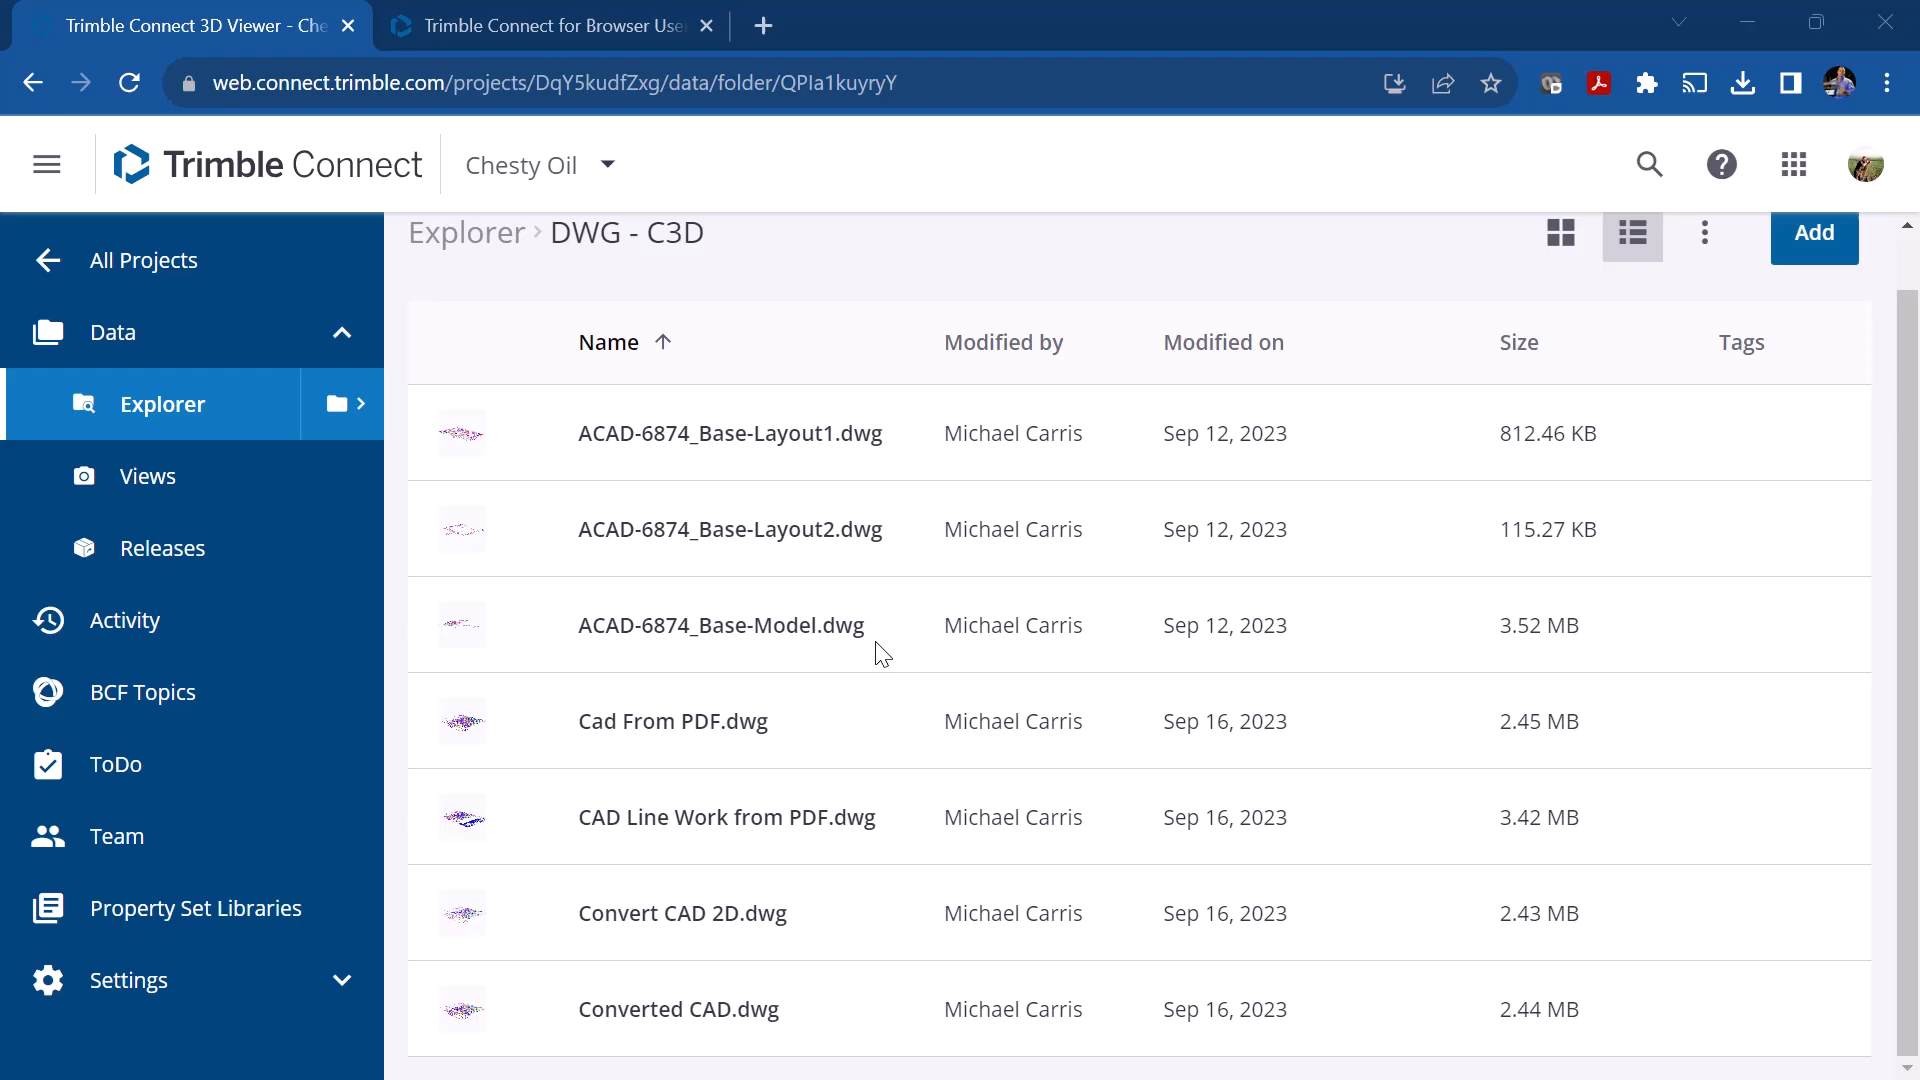 Trimble Connect 3D Viewer - Che
Trimble Connect for Browser Use
web.connect.trimble.com/projects/DqY5kudfZxg/data/folder/QPIa1kuyryY
Trimble Connect
Chesty Oil
All Projects
Data
Explorer
Views
Releases
Activity
BCF Topics
ToDo
Team
Property Set Libraries
Settings
Explorer > DWG - C3D
Add
Name Modified by Modified on Size Tags
ACAD-6874_Base-Layout1.dwg Michael Carris Sep 12, 2023 812.46 KB
ACAD-6874_Base-Layout2.dwg Michael Carris Sep 12, 2023 115.27 KB
ACAD-6874_Base-Model.dwg Michael Carris Sep 12, 2023 3.52 MB
Cad From PDF.dwg Michael Carris Sep 16, 2023 2.45 MB
CAD Line Work from PDF.dwg Michael Carris Sep 16, 2023 3.42 MB
Convert CAD 2D.dwg Michael Carris Sep 16, 2023 2.43 MB
Converted CAD.dwg Michael Carris Sep 16, 2023 2.44 MB